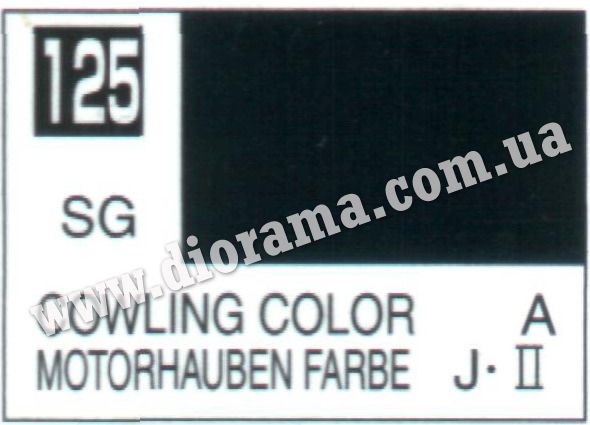 125
SG
COWLING COLOR A
MOTORHAUBEN FARBE J·II
www.diorama.com.ua